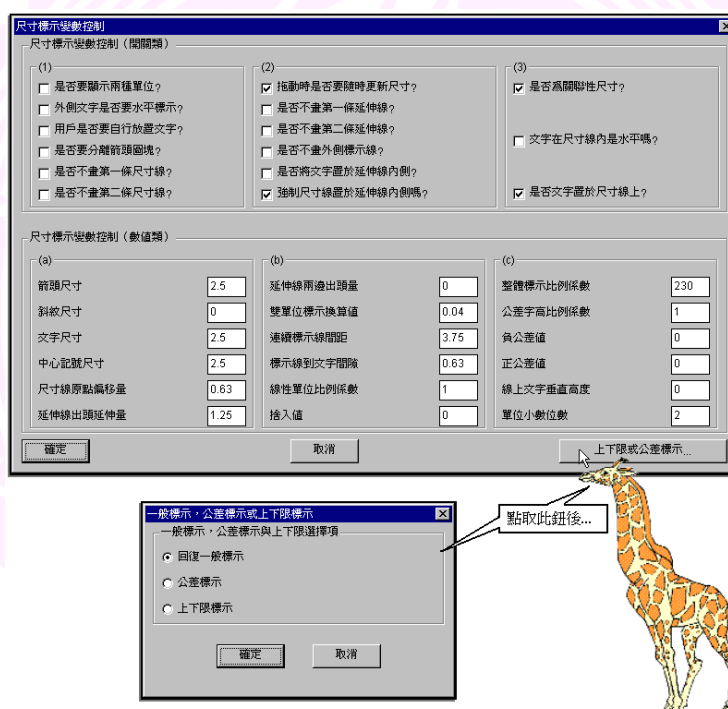 尺寸標示變數控制
尺寸標示變數控制（開關類）
(1)
是否要顯示兩種單位?
外側文字是否要水平標示?
用戶是否要自行放置文字?
是否要分離箭頭圖塊?
是否不畫第一條尺寸線?
是否不畫第二條尺寸線?
(2)
拖動時是否要隨時更新尺寸?
是否不畫第一條延伸線?
是否不畫第二條延伸線?
是否不畫外側標示線?
是否將文字置於延伸線內側?
強制尺寸線置於延伸線內側嗎?
(3)
是否爲關聯性尺寸?
文字在尺寸線內是水平嗎?
是否文字置於尺寸線上?
尺寸標示變數控制（數值類）
(a)
箭頭尺寸 2.5
斜紋尺寸 0
文字尺寸 2.5
中心記號尺寸 2.5
尺寸線原點偏移量 0.63
延伸線出頭延伸量 1.25
(b)
延伸線兩邊出頭量 0
雙單位標示換算值 0.04
連續標示線間距 3.75
標示線到文字間隙 0.63
線性單位比例係數 1
捨入值 0
(c)
整體標示比例係數 230
公差字高比例係數 1
負公差值 0
正公差值 0
線上文字垂直高度 0
單位小數位數 2
確定
取消
上下限或公差標示...
點取此鈕後...
一般標示，公差標示或上下限標示
一般標示，公差標示與上下限選擇項
回復一般標示
公差標示
上下限標示
確定
取消